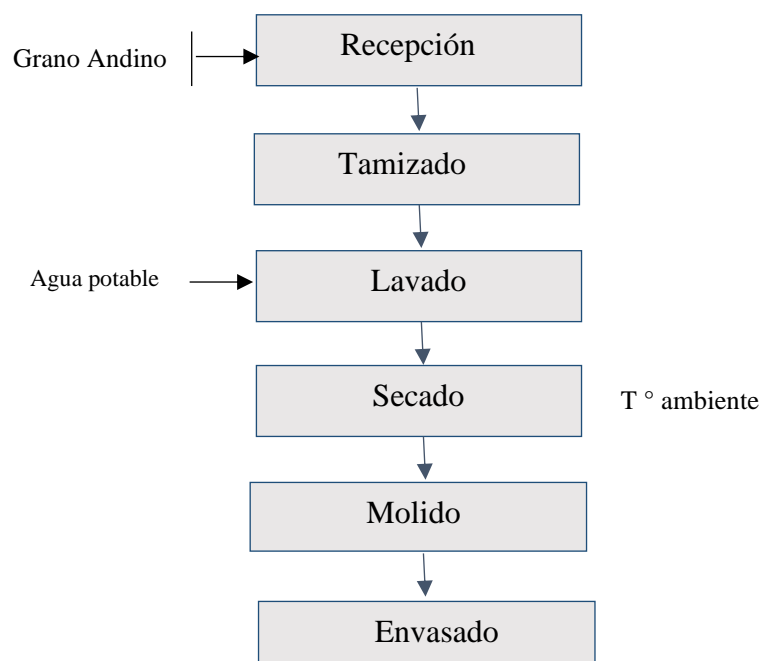 Grano Andino
Recepción
Tamizado
Agua potable
Lavado
Secado
T ° ambiente
Molido
Envasado